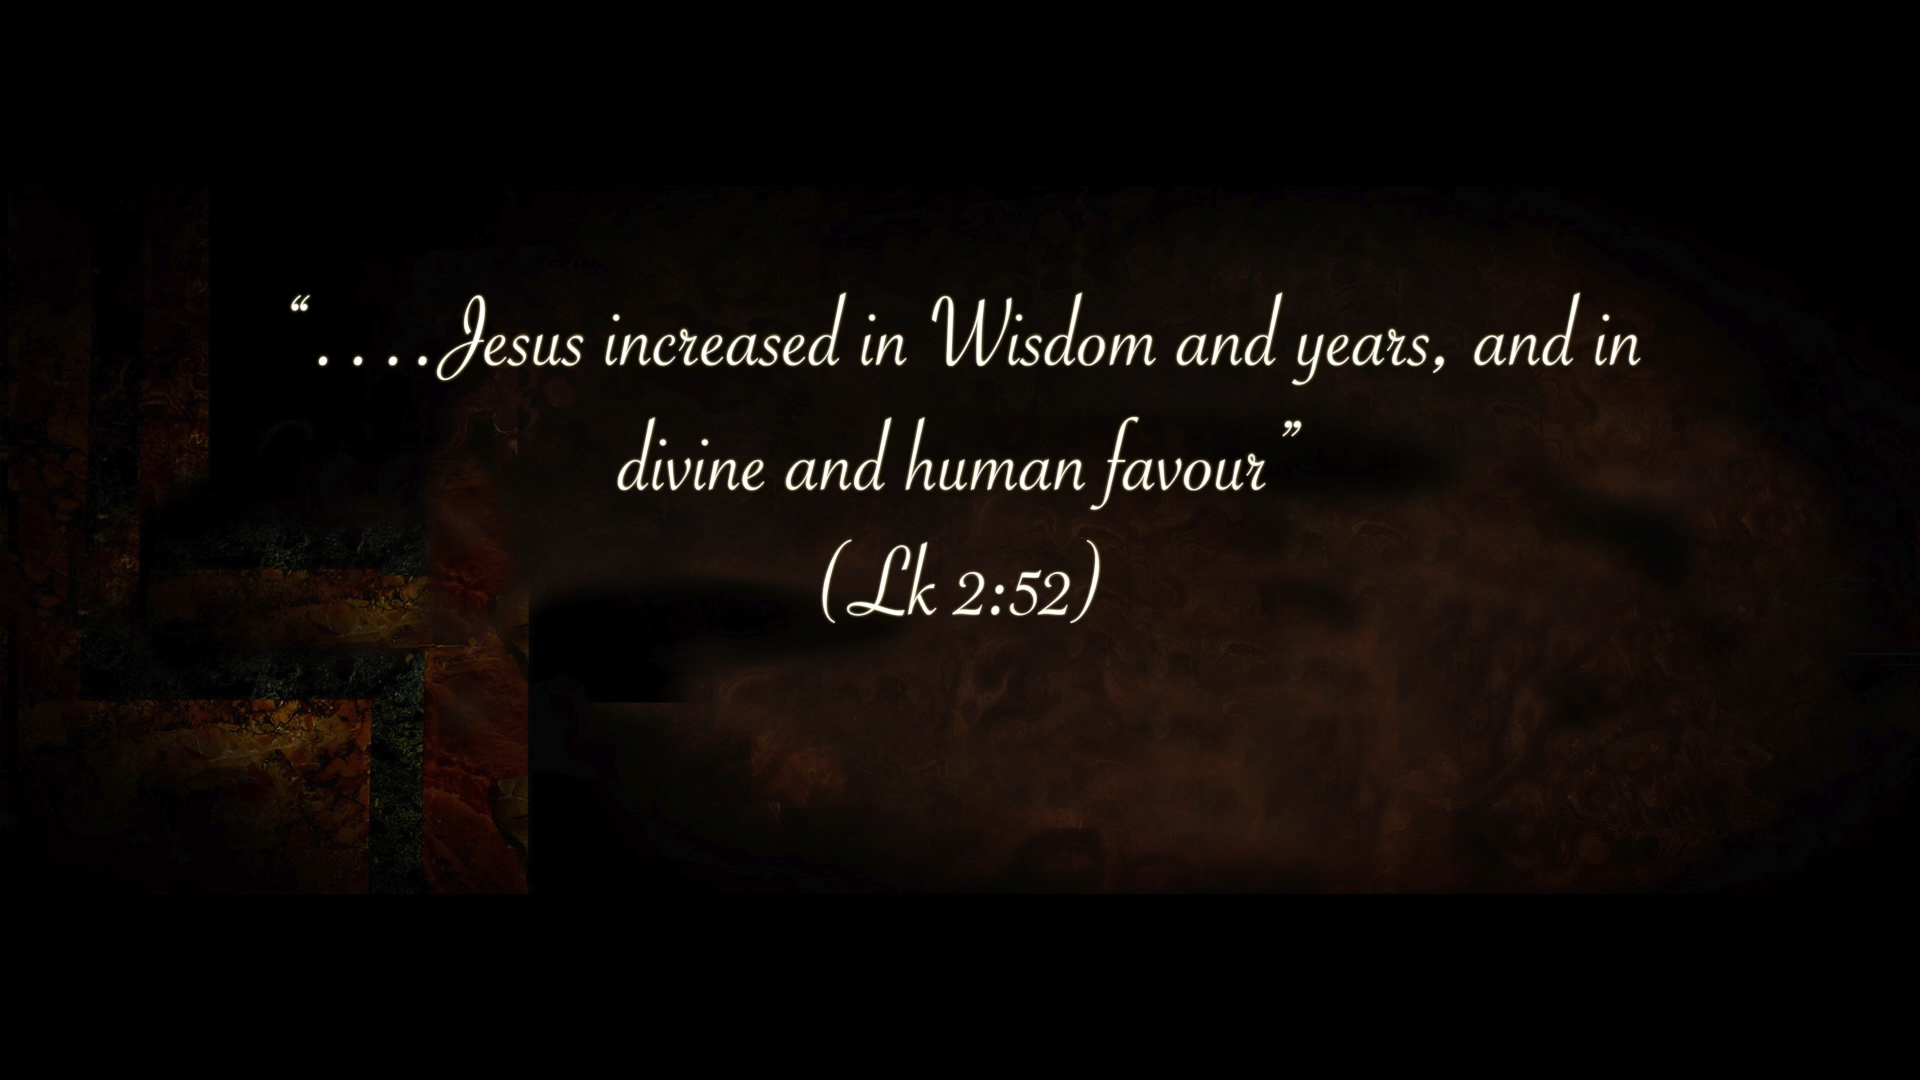 “....Jesus increased in Wisdom and years, and in
divine and human favour”
(Lk 2:52)